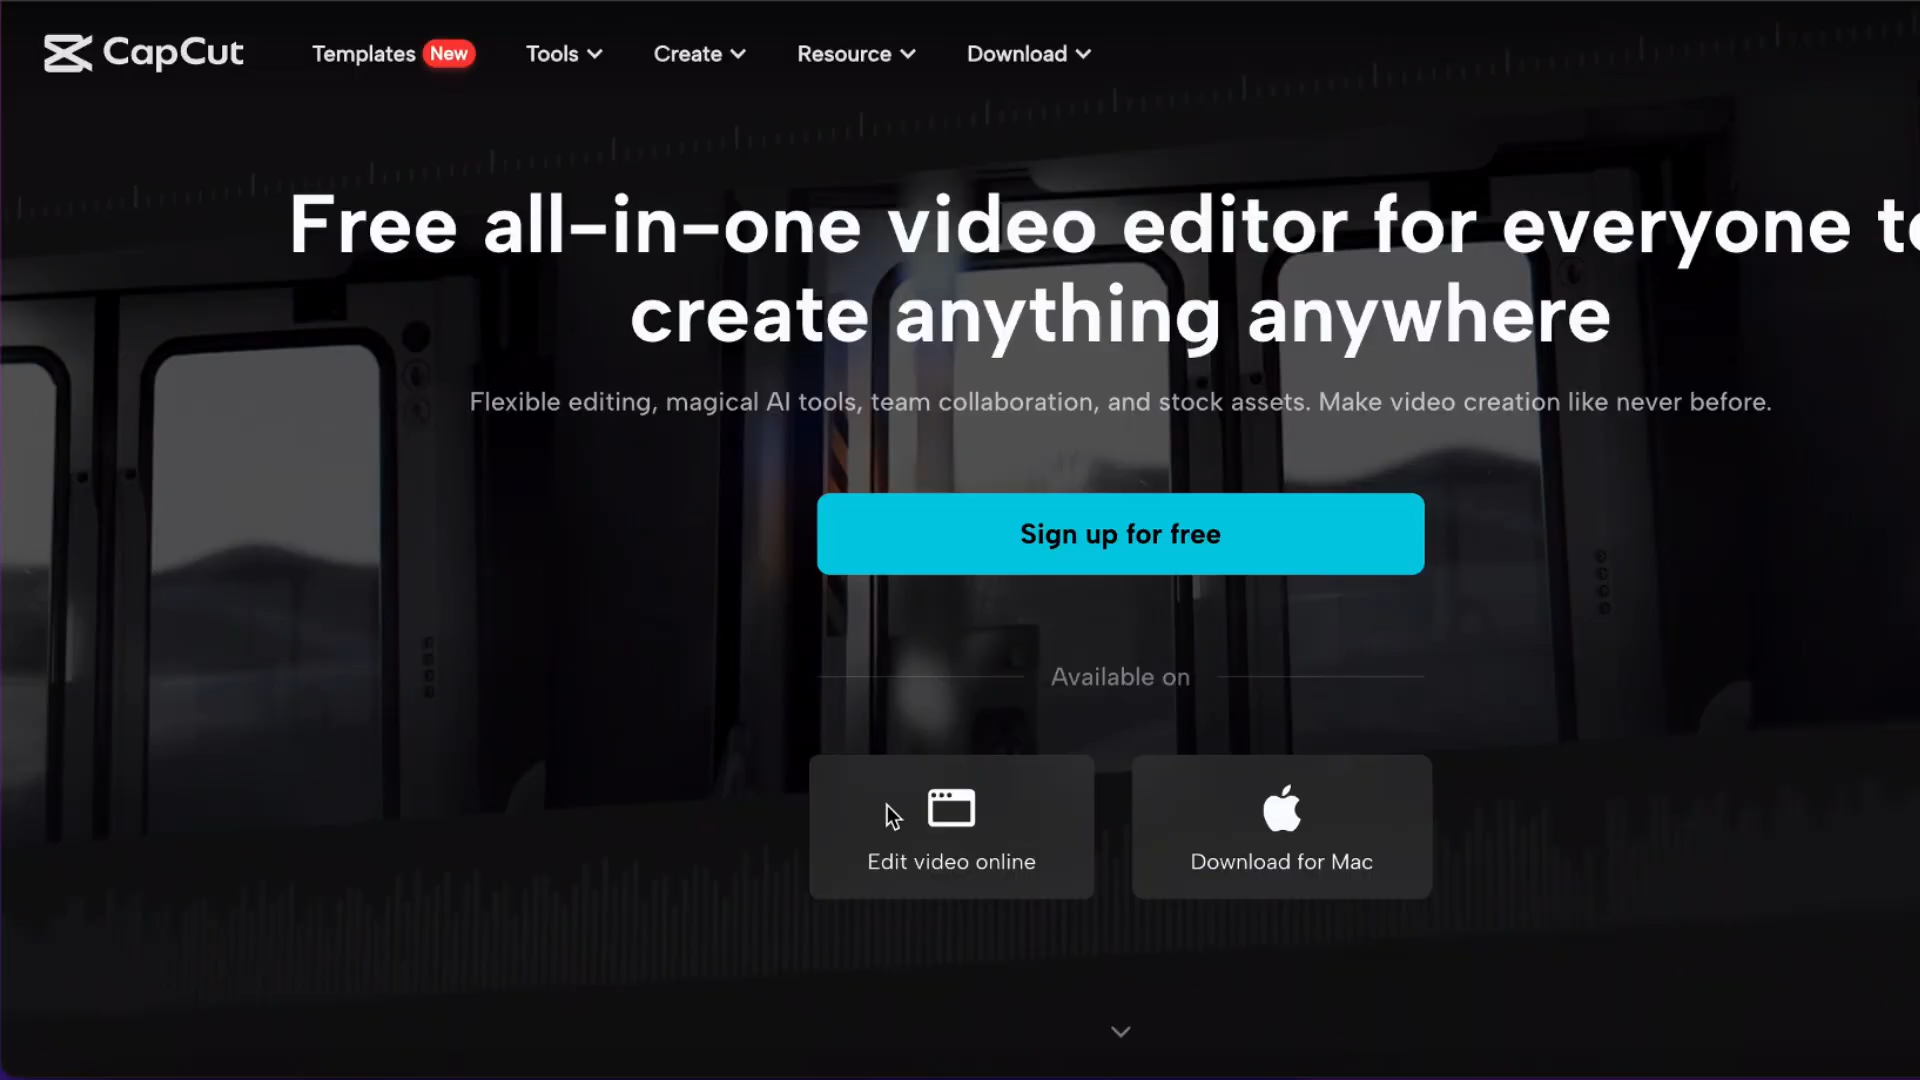 CapCut
Templates New
Tools
Create
Resource
Download
Free all-in-one video editor for everyone
create anything anywhere
Flexible editing, magical AI tools, team collaboration, and stock assets. Make video creation like never before.
Sign up for free
Available on
Edit video online
Download for Mac